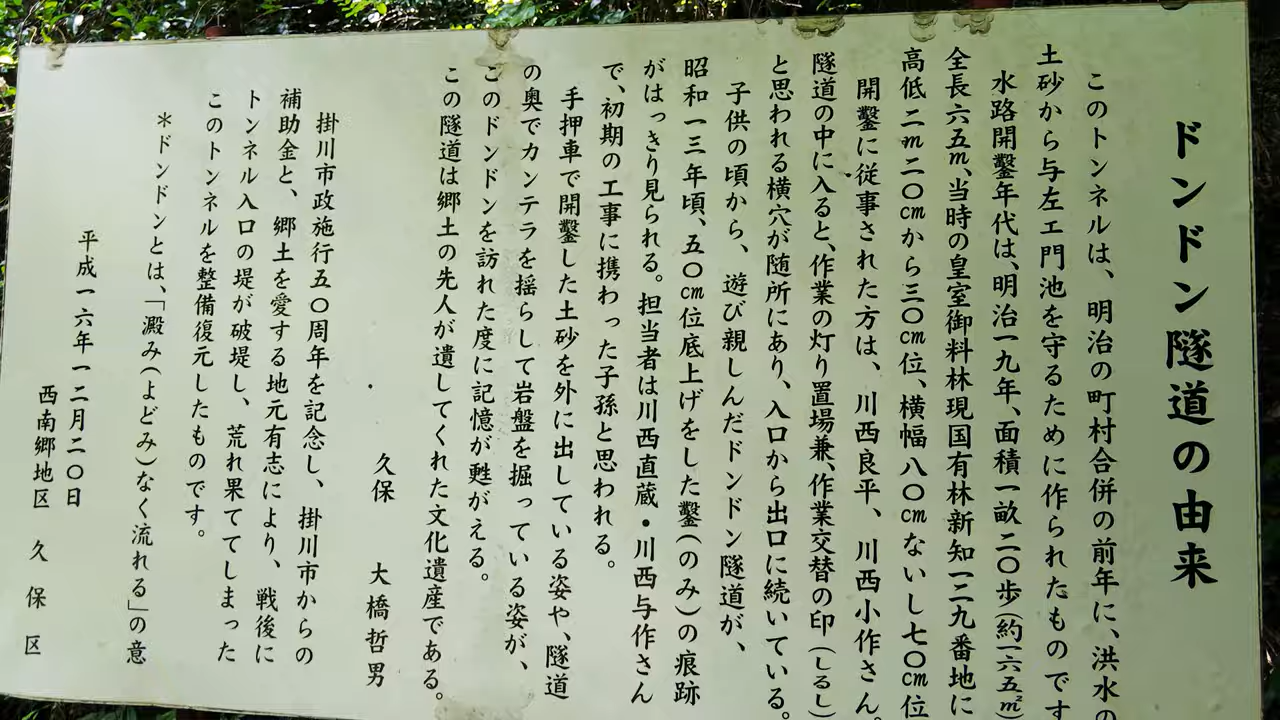 ドンドン隧道の由来
このトンネルは、明治の町村合併の前年に、洪水の
土砂から与左エ門池を守るために作られたものです
水路開鑿年代は、明治一九年、面積一畝二〇歩(約一六五㎡)
全長六五m、当時の皇室御料林現国有林新知一二九番地に
高低二m二〇cmから三〇cm位、横幅八〇cmないし七〇cm位
開鑿に従事された方は、川西良平、川西小作さん。
隧道の中に入ると、作業の灯り置場兼、作業交替の印(しるし)
と思われる横穴が随所にあり、入口から出口に続いている。
子供の頃から、遊び親しんだドンドン隧道が、
昭和一三年頃、五〇cm位底上げをした鑿(のみ)の痕跡
がはっきり見られる。担当者は川西直蔵・川西与作さん
で、初期の工事に携わった子孫と思われる。
手押車で開鑿した土砂を外に出している姿や、隧道
の奥でカンテラを揺らして岩盤を掘っている姿が、
このドンドンを訪れた度に記憶が甦がえる。
この隧道は郷土の先人が遺してくれた文化遺産である。
久保 大橋哲男
掛川市政施行五〇周年を記念し、掛川市からの
補助金と、郷土を愛する地元有志により、戦後に
トンネル入口の堤が破堤し、荒れ果ててしまった
このトンネルを整備復元したものです。
＊ドンドンとは、「澱み(よどみ)なく流れる」の意
平成一六年一二月二〇日
西南郷地区 久保区